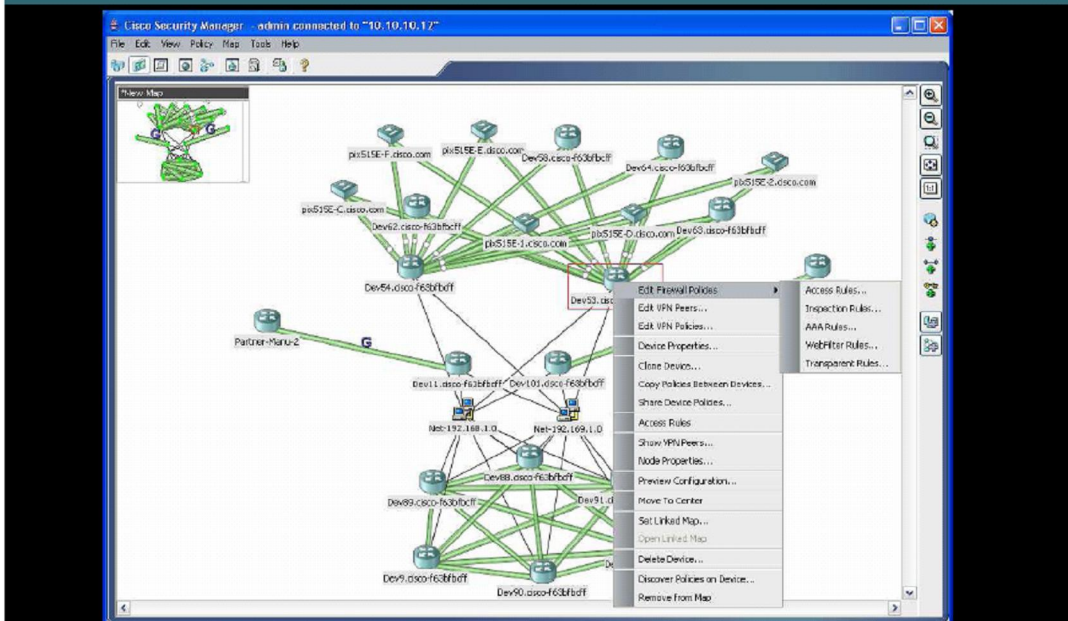 Cisco Security Manager - admin connected to "10.10.10.12"
File Edit View Policy Map Tools Help
*New Map
G G
pix515E-F.cisco.com
pix515E-E.cisco.com
Dev58.cisco-f63bfbcff
Dev64.cisco-f63bfbcff
pix515E-2.cisco.com
pix515E-C.cisco.com
Dev62.cisco-f63bfbcff
pix515E-1.cisco.com
pix515E-D.cisco.com
Dev63.cisco-f63bfbcff
Dev54.cisco-f63bfbcff
Dev53.cisc
Partner-Manu-2
G
Dev11.cisco-f63bfbcff
Dev101.cisco-f63bfbcff
Net-192.168.1.0
Net-192.169.1.0
Dev88.cisco-f63bfbcff
Dev89.cisco-f63bfbcff
Dev91.ci
Dev9.cisco-f63bfbcff
Dev90.cisco-f63bfbcff
De
Edit Firewall Policies
Edit VPN Peers...
Edit VPN Policies...
Device Properties...
Clone Device...
Copy Policies Between Devices...
Share Device Policies...
Access Rules
Show VPN Peers...
Node Properties...
Preview Configuration...
Move To Center
Set Linked Map...
Open Linked Map
Delete Device...
Discover Policies on Device...
Remove from Map
Access Rules...
Inspection Rules...
AAA Rules...
WebFilter Rules...
Transparent Rules...
1:1